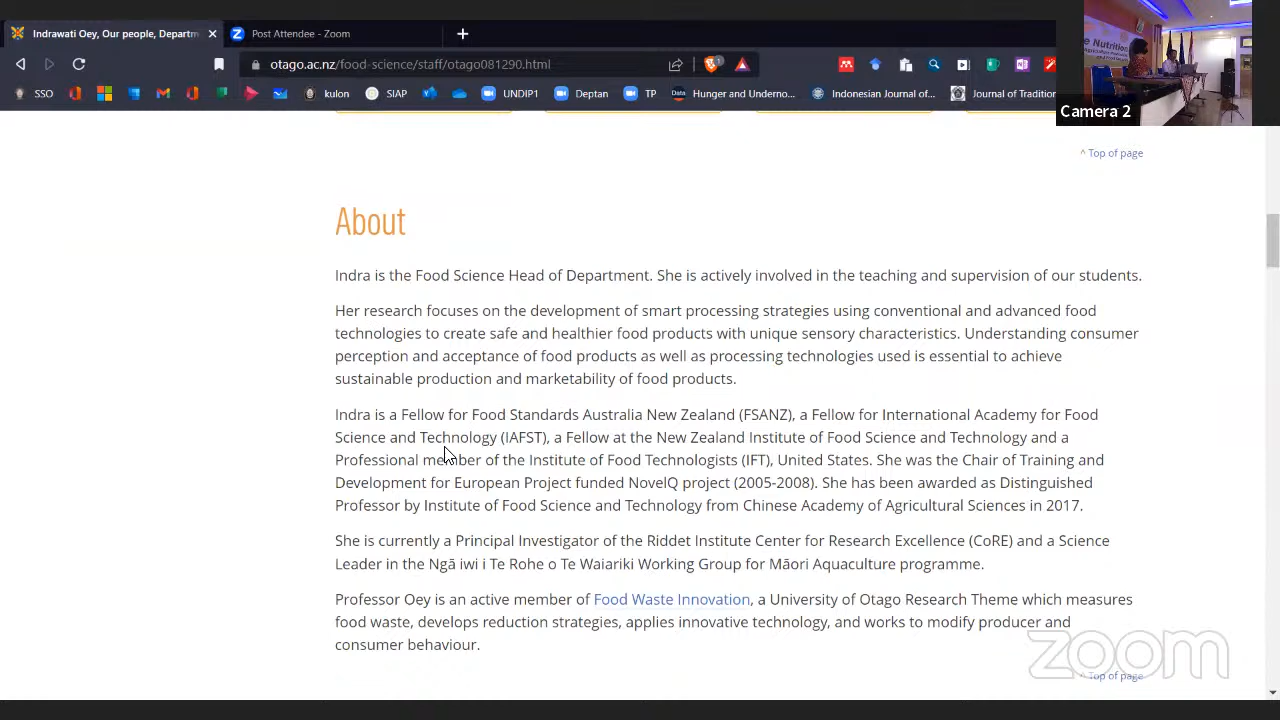 Indrawati Oey, Our people, Departm
Post Attendee - Zoom
otago.ac.nz/food-science/staff/otago081290.html
1
SSO
kulon
SIAP
UNDIP1
Deptan
TP
Data
Hunger and Underno...
Indonesian Journal of...
Journal of Tradition
e Nutrition
Camera 2
^ Top of page
About
Indra is the Food Science Head of Department. She is actively involved in the teaching and supervision of our students.
Her research focuses on the development of smart processing strategies using conventional and advanced food
technologies to create safe and healthier food products with unique sensory characteristics. Understanding consumer
perception and acceptance of food products as well as processing technologies used is essential to achieve
sustainable production and marketability of food products.
Indra is a Fellow for Food Standards Australia New Zealand (FSANZ), a Fellow for International Academy for Food
Science and Technology (IAFST), a Fellow at the New Zealand Institute of Food Science and Technology and a
Professional member of the Institute of Food Technologists (IFT), United States. She was the Chair of Training and
Development for European Project funded NovelQ project (2005-2008). She has been awarded as Distinguished
Professor by Institute of Food Science and Technology from Chinese Academy of Agricultural Sciences in 2017.
She is currently a Principal Investigator of the Riddet Institute Center for Research Excellence (CoRE) and a Science
Leader in the Ngā iwi i Te Rohe o Te Waiariki Working Group for Māori Aquaculture programme.
Professor Oey is an active member of Food Waste Innovation, a University of Otago Research Theme which measures
food waste, develops reduction strategies, applies innovative technology, and works to modify producer and
consumer behaviour.
zoom
^ Top of page